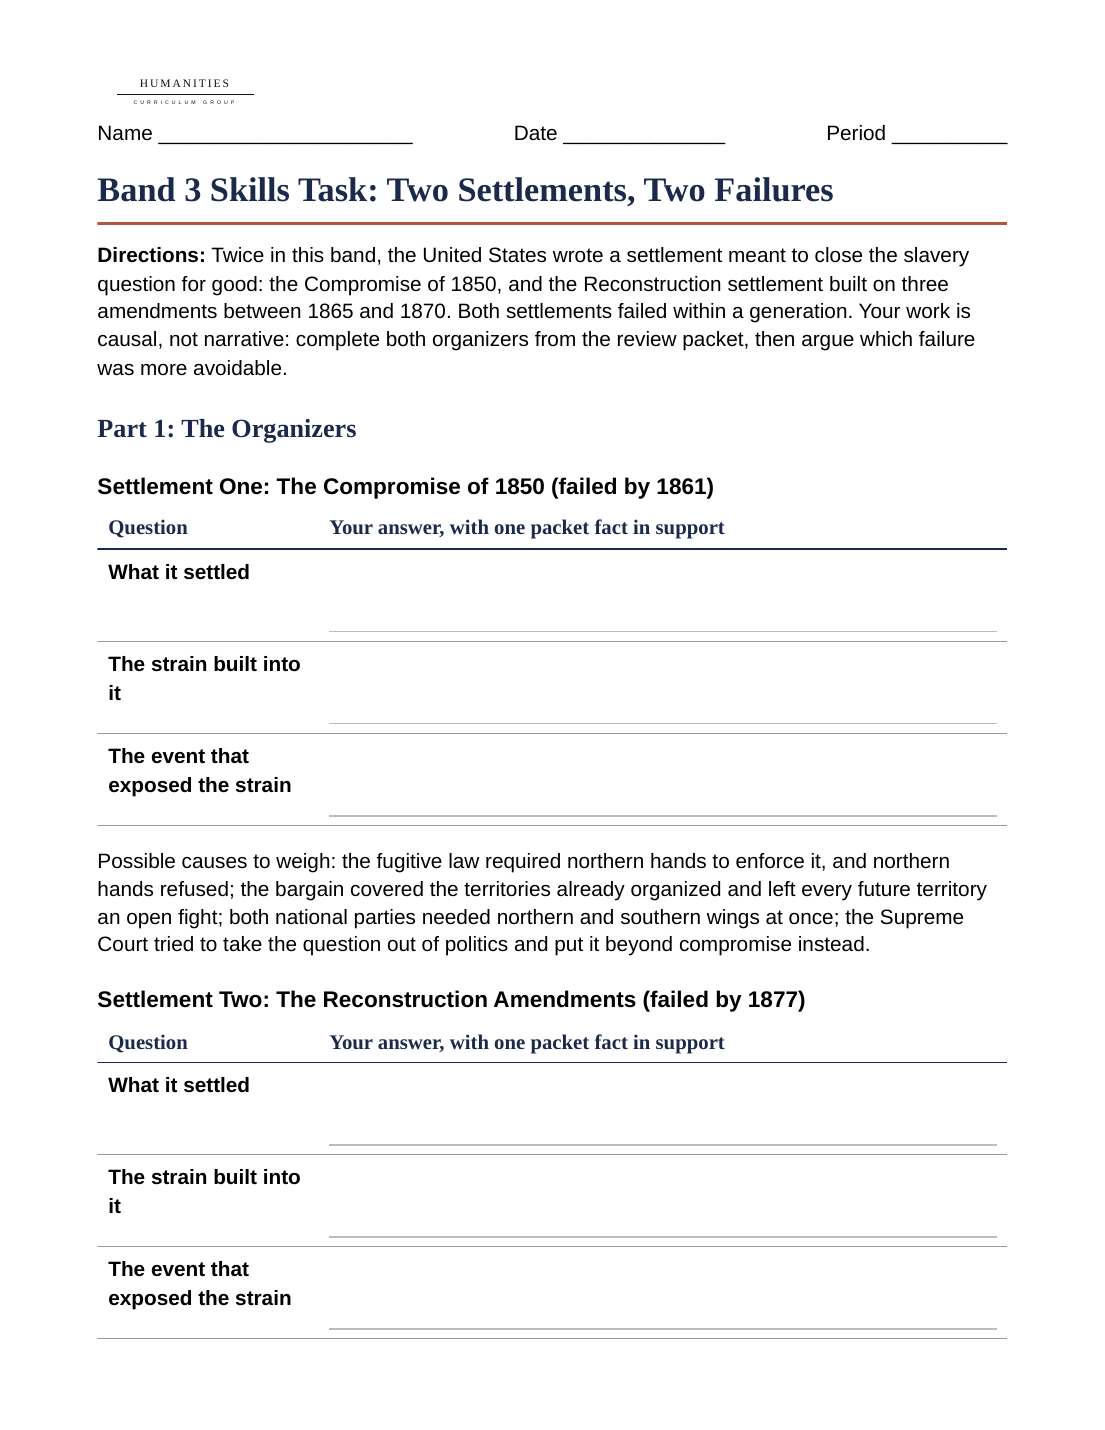 HUMANITIES
CURRICULUM GROUP
Name ______________________ Date ______________ Period __________
Band 3 Skills Task: Two Settlements, Two Failures
Directions: Twice in this band, the United States wrote a settlement meant to close the slavery
question for good: the Compromise of 1850, and the Reconstruction settlement built on three
amendments between 1865 and 1870. Both settlements failed within a generation. Your work is
causal, not narrative: complete both organizers from the review packet, then argue which failure
was more avoidable.
Part 1: The Organizers
Settlement One: The Compromise of 1850 (failed by 1861)
Question Your answer, with one packet fact in support
What it settled
The strain built into
it
The event that
exposed the strain
Possible causes to weigh: the fugitive law required northern hands to enforce it, and northern
hands refused; the bargain covered the territories already organized and left every future territory
an open fight; both national parties needed northern and southern wings at once; the Supreme
Court tried to take the question out of politics and put it beyond compromise instead.
Settlement Two: The Reconstruction Amendments (failed by 1877)
Question Your answer, with one packet fact in support
What it settled
The strain built into
it
The event that
exposed the strain